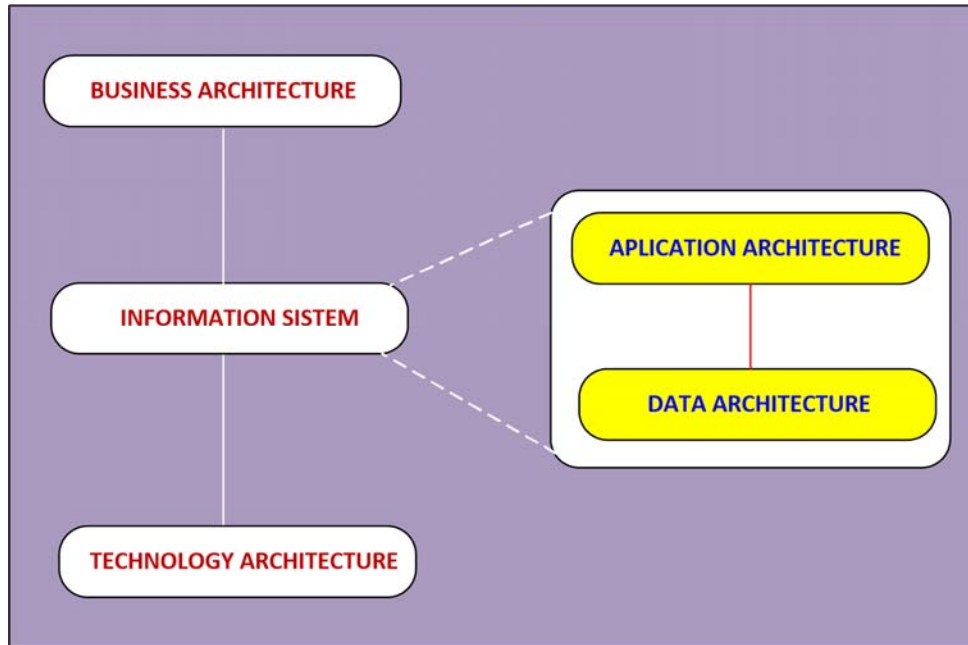 BUSINESS ARCHITECTURE
INFORMATION SISTEM
TECHNOLOGY ARCHITECTURE
APLICATION ARCHITECTURE
DATA ARCHITECTURE